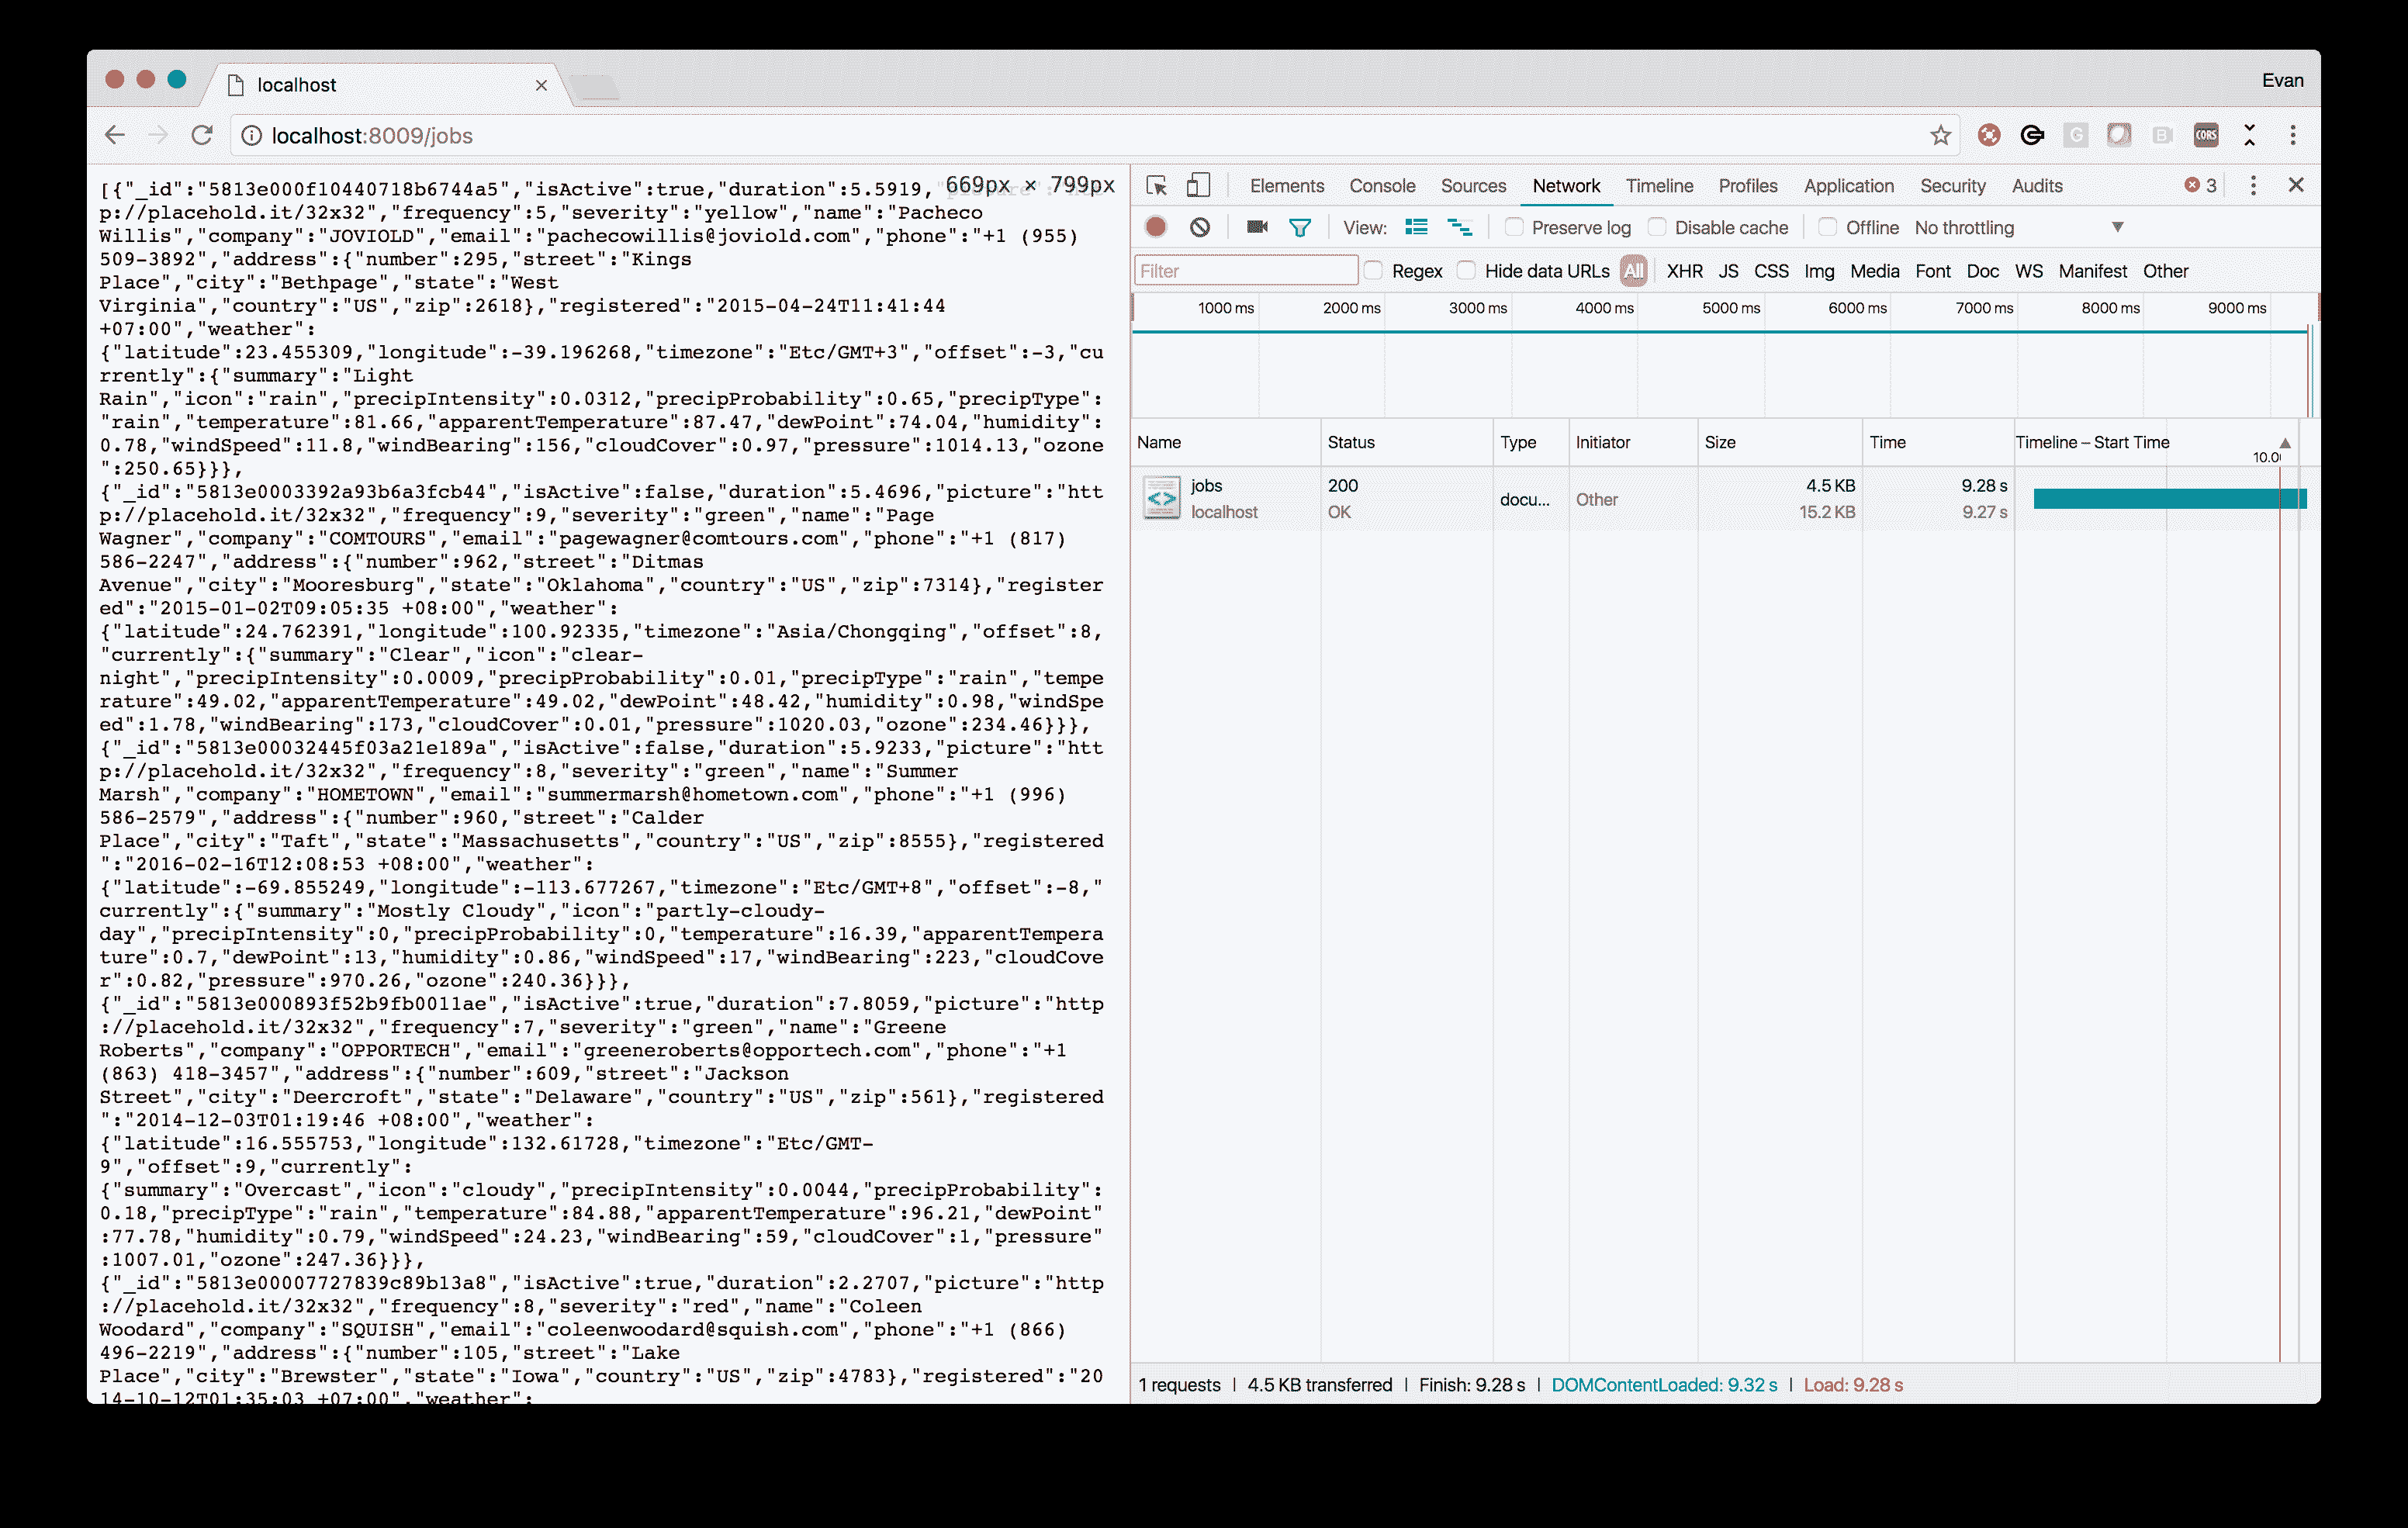 localhost
Evan
localhost:8009/jobs
CORS
[{"_id":"5813e000f10440718b6744a5","isActive":true,"duration":5.5919,
669px × 799px
p://placehold.it/32x32","frequency":5,"severity":"yellow","name":"Pacheco
Willis","company":"JOVIOLD","email":"pachecowillis@joviold.com","phone":"+1 (955)
509-3892","address":{"number":295,"street":"Kings
Place","city":"Bethpage","state":"West
Virginia","country":"US","zip":2618},"registered":"2015-04-24T11:41:44
+07:00","weather":
{"latitude":23.455309,"longitude":-39.196268,"timezone":"Etc/GMT+3","offset":-3,"cu
rrently":{"summary":"Light
Rain","icon":"rain","precipIntensity":0.0312,"precipProbability":0.65,"precipType":
"rain","temperature":81.66,"apparentTemperature":87.47,"dewPoint":74.04,"humidity":
0.78,"windSpeed":11.8,"windBearing":156,"cloudCover":0.97,"pressure":1014.13,"ozone
":250.65}}},
{"_id":"5813e0003392a93b6a3fcb44","isActive":false,"duration":5.4696,"picture":"htt
p://placehold.it/32x32","frequency":9,"severity":"green","name":"Page
Wagner","company":"COMTOURS","email":"pagewagner@comtours.com","phone":"+1 (817)
586-2247","address":{"number":962,"street":"Ditmas
Avenue","city":"Mooresburg","state":"Oklahoma","country":"US","zip":7314},"register
ed":"2015-01-02T09:05:35 +08:00","weather":
{"latitude":24.762391,"longitude":100.92335,"timezone":"Asia/Chongqing","offset":8,
"currently":{"summary":"Clear","icon":"clear-
night","precipIntensity":0.0009,"precipProbability":0.01,"precipType":"rain","tempe
rature":49.02,"apparentTemperature":49.02,"dewPoint":48.42,"humidity":0.98,"windSpe
ed":1.78,"windBearing":173,"cloudCover":0.01,"pressure":1020.03,"ozone":234.46}}},
{"_id":"5813e00032445f03a21e189a","isActive":false,"duration":5.9233,"picture":"htt
p://placehold.it/32x32","frequency":8,"severity":"green","name":"Summer
Marsh","company":"HOMETOWN","email":"summermarsh@hometown.com","phone":"+1 (996)
586-2579","address":{"number":960,"street":"Calder
Place","city":"Taft","state":"Massachusetts","country":"US","zip":8555},"registered
":"2016-02-16T12:08:53 +08:00","weather":
{"latitude":-69.855249,"longitude":-113.677267,"timezone":"Etc/GMT+8","offset":-8,"
currently":{"summary":"Mostly Cloudy","icon":"partly-cloudy-
day","precipIntensity":0,"precipProbability":0,"temperature":16.39,"apparentTempera
ture":0.7,"dewPoint":13,"humidity":0.86,"windSpeed":17,"windBearing":223,"cloudCove
r":0.82,"pressure":970.26,"ozone":240.36}}},
{"_id":"5813e000893f52b9fb0011ae","isActive":true,"duration":7.8059,"picture":"http
://placehold.it/32x32","frequency":7,"severity":"green","name":"Greene
Roberts","company":"OPPORTECH","email":"greeneroberts@opportech.com","phone":"+1
(863) 418-3457","address":{"number":609,"street":"Jackson
Street","city":"Deercroft","state":"Delaware","country":"US","zip":561},"registered
":"2014-12-03T01:19:46 +08:00","weather":
{"latitude":16.555753,"longitude":132.61728,"timezone":"Etc/GMT-
9","offset":9,"currently":
{"summary":"Overcast","icon":"cloudy","precipIntensity":0.0044,"precipProbability":
0.18,"precipType":"rain","temperature":84.88,"apparentTemperature":96.21,"dewPoint"
:77.78,"humidity":0.79,"windSpeed":24.23,"windBearing":59,"cloudCover":1,"pressure"
:1007.01,"ozone":247.36}}},
{"_id":"5813e00007727839c89b13a8","isActive":true,"duration":2.2707,"picture":"http
://placehold.it/32x32","frequency":8,"severity":"red","name":"Coleen
Woodard","company":"SQUISH","email":"coleenwoodard@squish.com","phone":"+1 (866)
496-2219","address":{"number":105,"street":"Lake
Place","city":"Brewster","state":"Iowa","country":"US","zip":4783},"registered":"20
14-10-12T01:35:03 +07:00","weather":
Elements Console Sources Network Timeline Profiles Application Security Audits 3
View: Preserve log Disable cache Offline No throttling
Filter Regex Hide data URLs All XHR JS CSS Img Media Font Doc WS Manifest Other
1000 ms 2000 ms 3000 ms 4000 ms 5000 ms 6000 ms 7000 ms 8000 ms 9000 ms
Name Status Type Initiator Size Time Timeline – Start Time
10.0
jobs 200 docu... Other 4.5 KB 9.28 s
localhost OK 15.2 KB 9.27 s
1 requests | 4.5 KB transferred | Finish: 9.28 s | DOMContentLoaded: 9.32 s | Load: 9.28 s